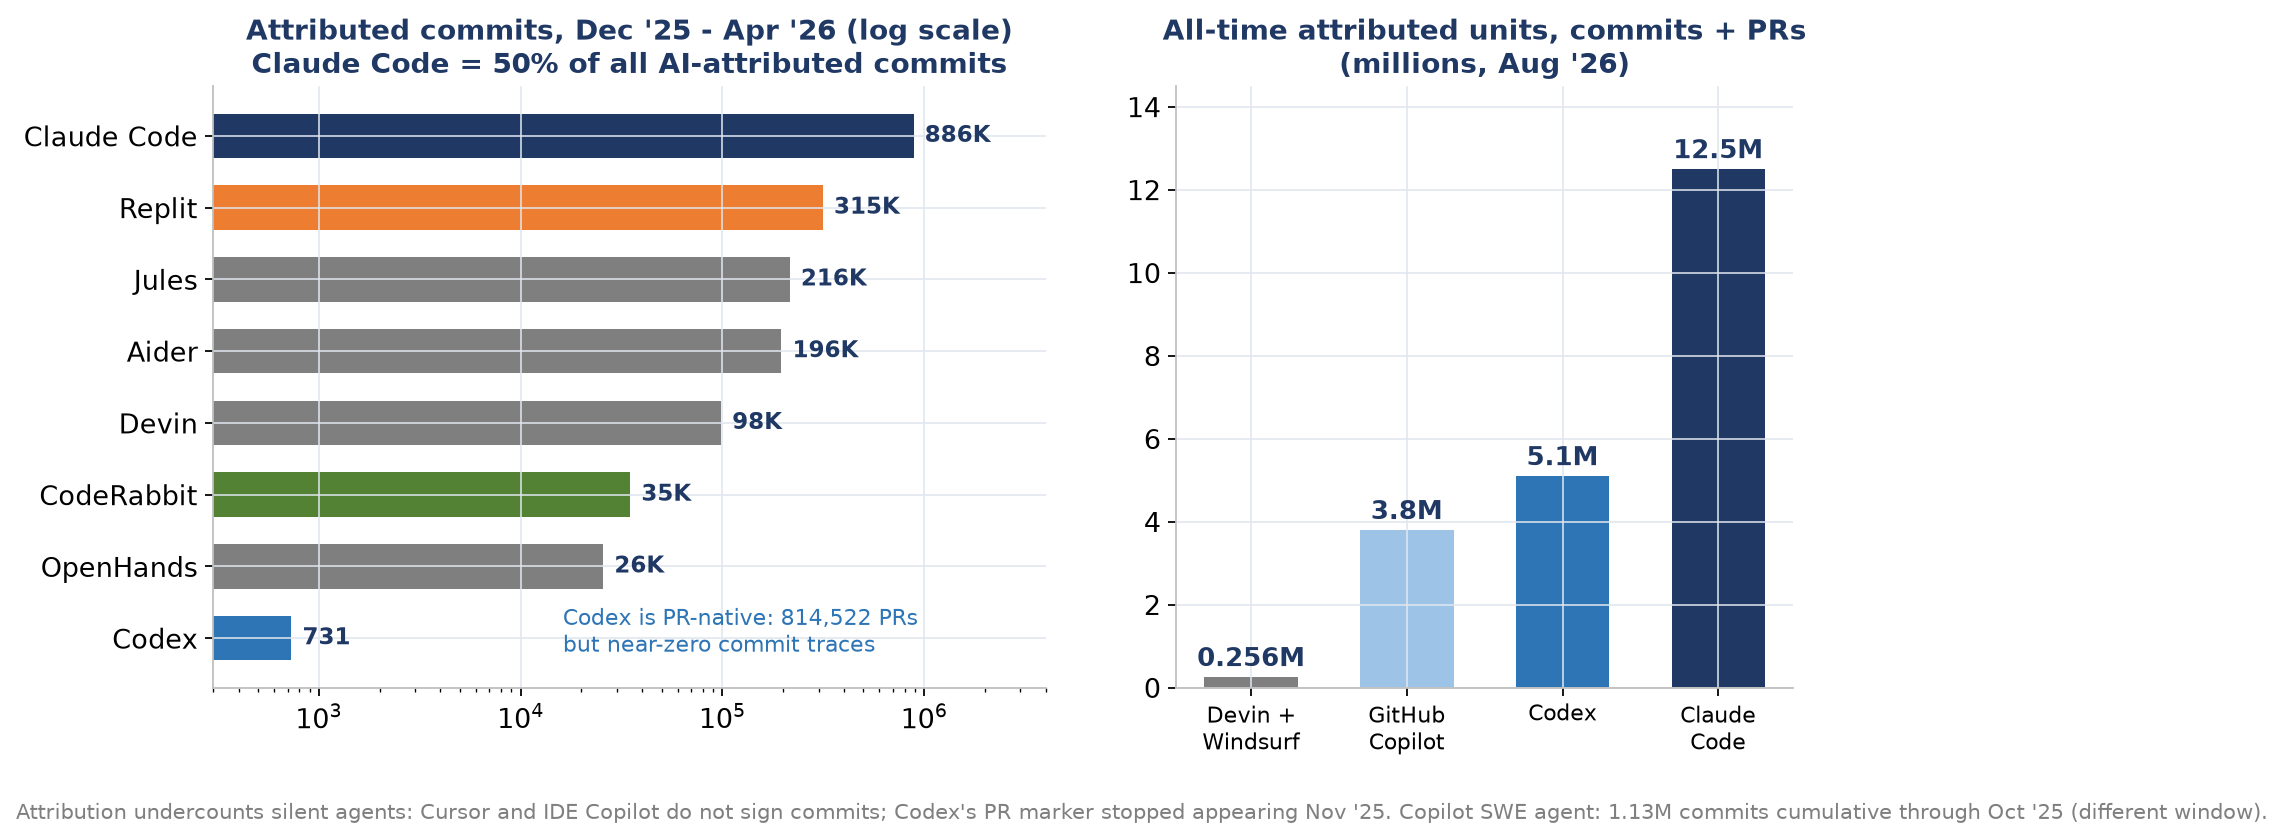 Attributed commits, Dec '25 - Apr '26 (log scale)
Claude Code = 50% of all AI-attributed commits
Claude Code
886K
Replit
315K
Jules
216K
Aider
196K
Devin
98K
CodeRabbit
35K
OpenHands
26K
Codex
731
Codex is PR-native: 814,522 PRs
but near-zero commit traces
10³
10⁴
10⁵
10⁶
All-time attributed units, commits + PRs
(millions, Aug '26)
14
12
10
8
6
4
2
0
0.256M
3.8M
5.1M
12.5M
Devin +
Windsurf
GitHub
Copilot
Codex
Claude
Code
Attribution undercounts silent agents: Cursor and IDE Copilot do not sign commits; Codex's PR marker stopped appearing Nov '25. Copilot SWE agent: 1.13M commits cumulative through Oct '25 (different window).